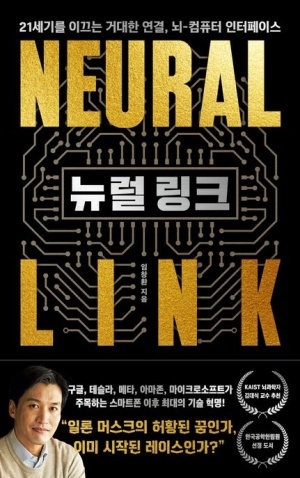 21세기를 이끄는 거대한 연결, 뇌-컴퓨터 인터페이스
NEURAL
뉴럴 링크
임창환 지음
LINK
구글, 테슬라, 메타, 아마존, 마이크로소프트가
주목하는 스마트폰 이후 최대의 기술 혁명!
“일론 머스크의 허황된 꿈인가,
이미 시작된 레이스인가?”
KAIST 뇌과학자
김대식 교수 추천
한국공학한림원
선정 도서